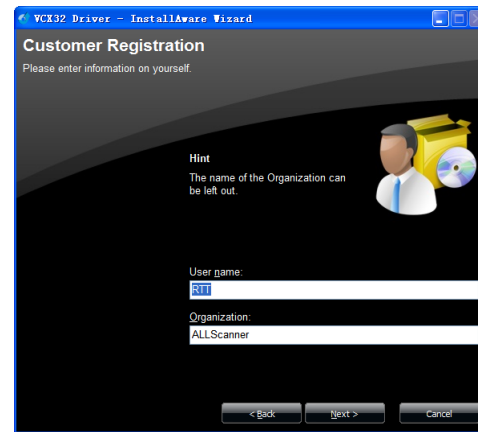 VCX32 Driver - InstallAware Wizard
Customer Registration
Please enter information on yourself.
Hint
The name of the Organization can
be left out.
User name:
RTT
Organization:
ALLScanner
< Back Next > Cancel